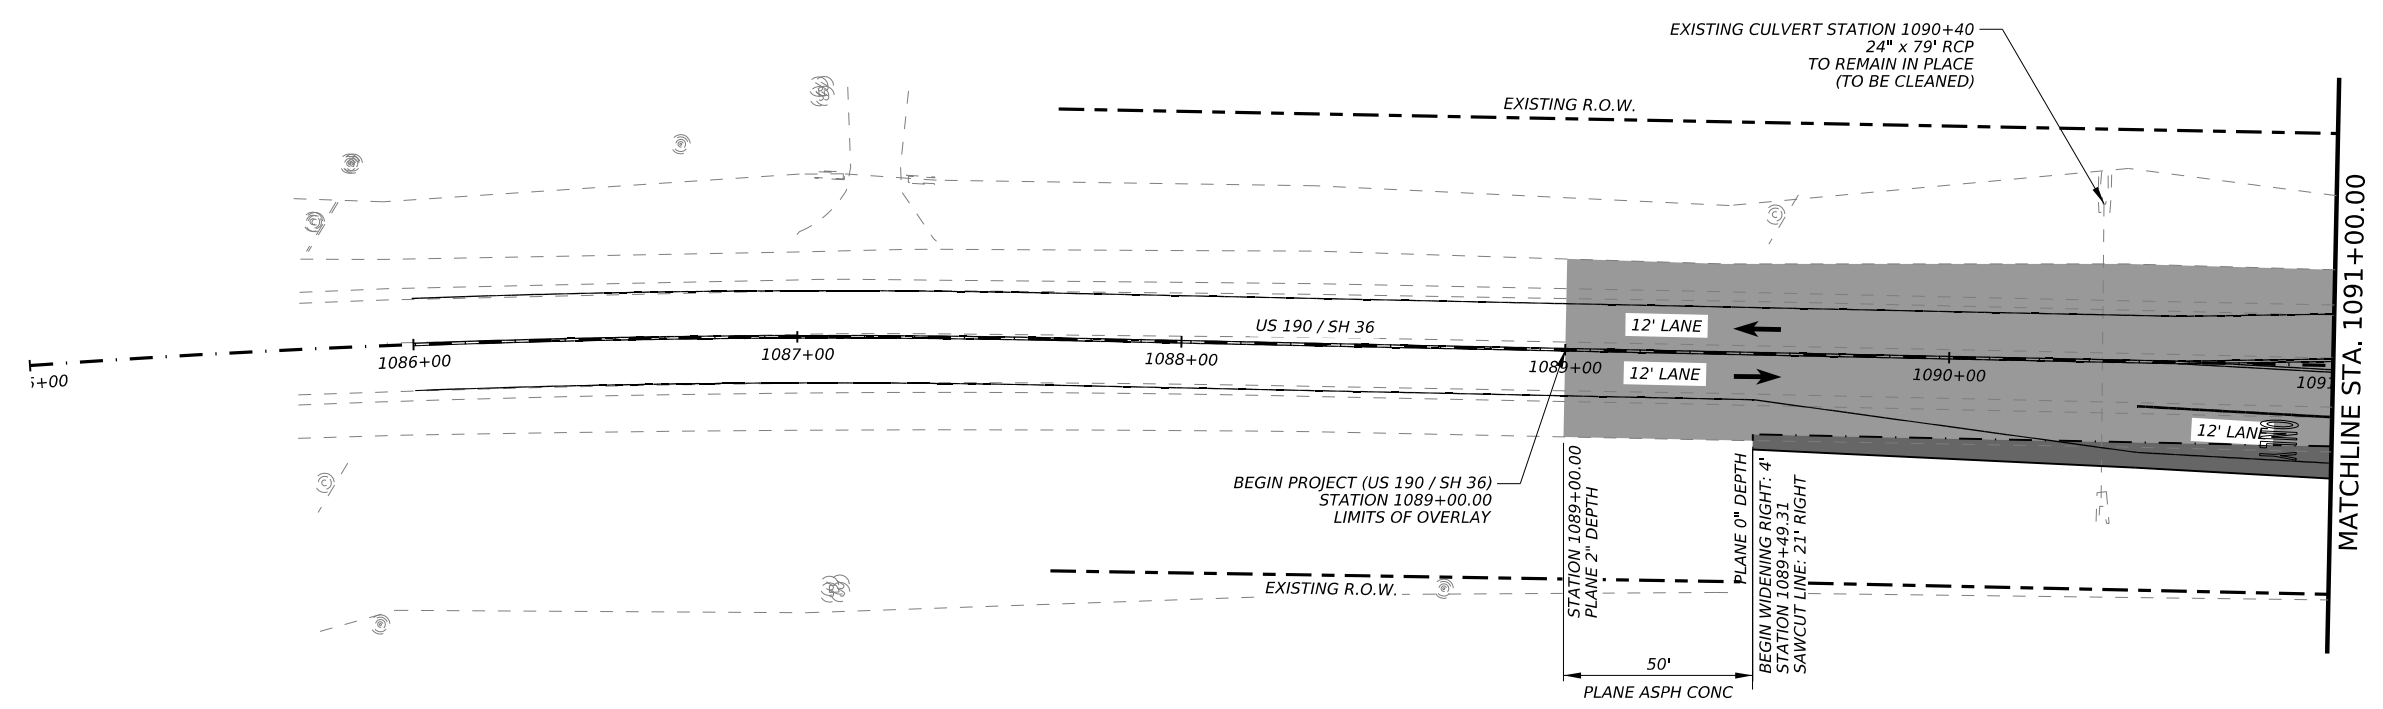 EXISTING CULVERT STATION 1090+40
24" x 79' RCP
TO REMAIN IN PLACE
(TO BE CLEANED)
EXISTING R.O.W.
MATCHLINE STA. 1091+00.00
US 190 / SH 36
12' LANE
12' LANE
5+00
1086+00
1087+00
1088+00
1089+00
1090+00
1091
12' LANE
ONLY
BEGIN PROJECT (US 190 / SH 36)
STATION 1089+00.00
LIMITS OF OVERLAY
STATION 1089+00.00
PLANE 2" DEPTH
PLANE 0" DEPTH
BEGIN WIDENING RIGHT: 4'
STATION 1089+49.31
SAWCUT LINE: 21' RIGHT
EXISTING R.O.W.
50'
PLANE ASPH CONC